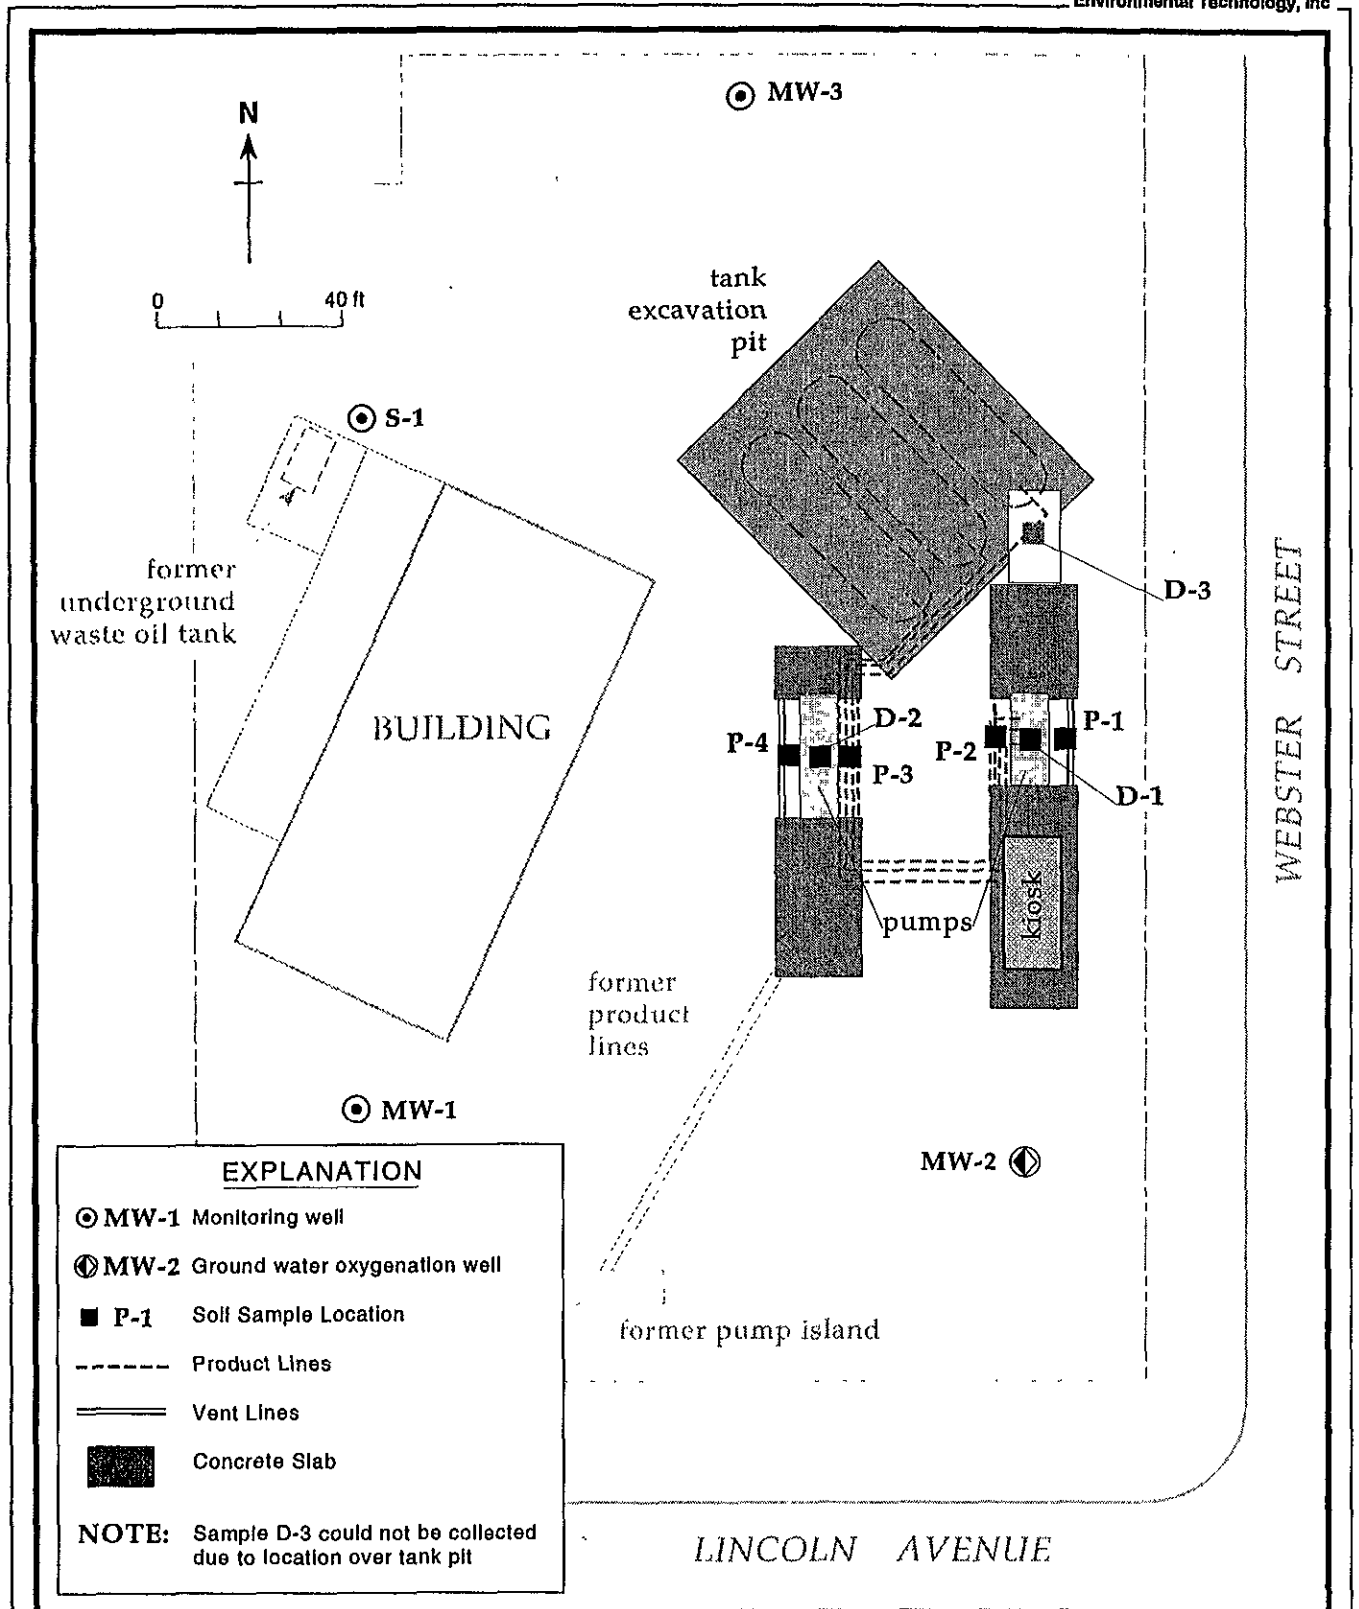 Environmental Technology, Inc
MW-3
N
0 40 ft
tank
excavation
pit
S-1
former
underground
waste oil tank
D-3
WEBSTER STREET
BUILDING
P-4
D-2
P-3
P-2
P-1
D-1
kiosk
pumps
former
product
lines
MW-1
MW-2
EXPLANATION
MW-1 Monitoring well
MW-2 Ground water oxygenation well
P-1 Soil Sample Location
Product Lines
Vent Lines
Concrete Slab
NOTE: Sample D-3 could not be collected
due to location over tank pit
former pump island
LINCOLN AVENUE